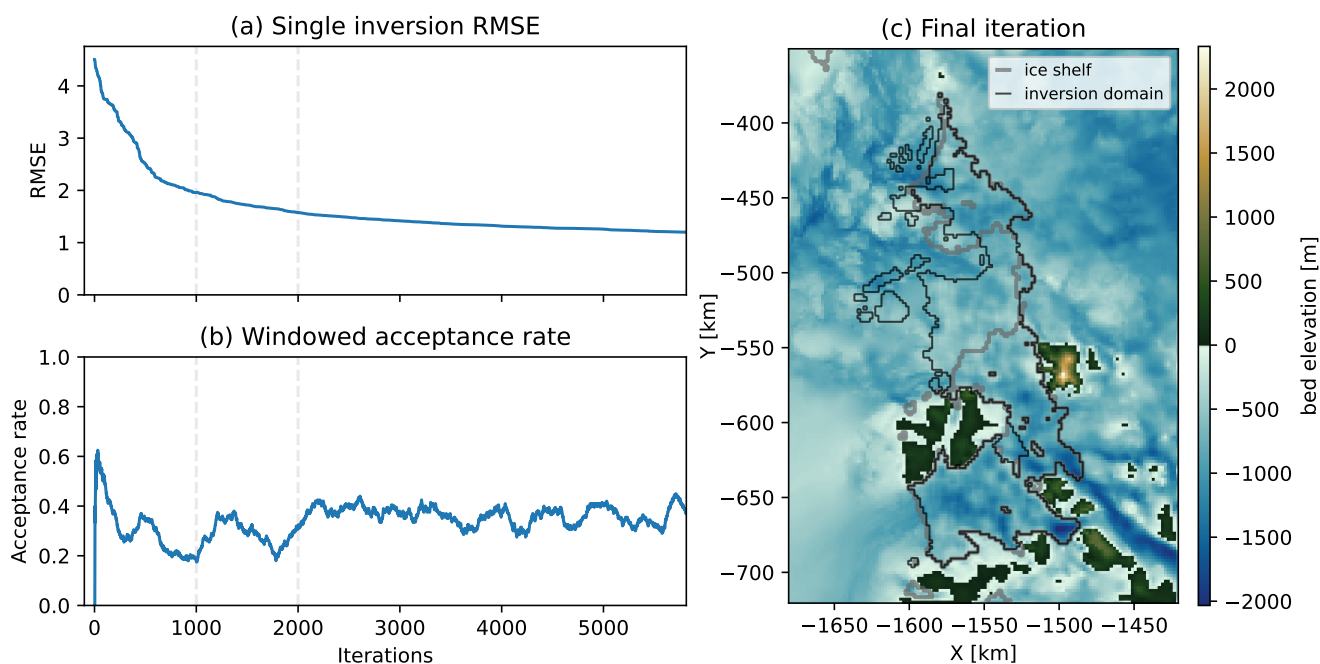 (a) Single inversion RMSE
4
3
2
1
0
RMSE
(b) Windowed acceptance rate
1.0
0.8
0.6
0.4
0.2
0.0
Acceptance rate
0 1000 2000 3000 4000 5000
Iterations
(c) Final iteration
ice shelf
inversion domain
−400
−450
−500
−550
−600
−650
−700
Y [km]
−1650 −1600 −1550 −1500 −1450
X [km]
2000
1500
1000
500
0
−500
−1000
−1500
−2000
bed elevation [m]